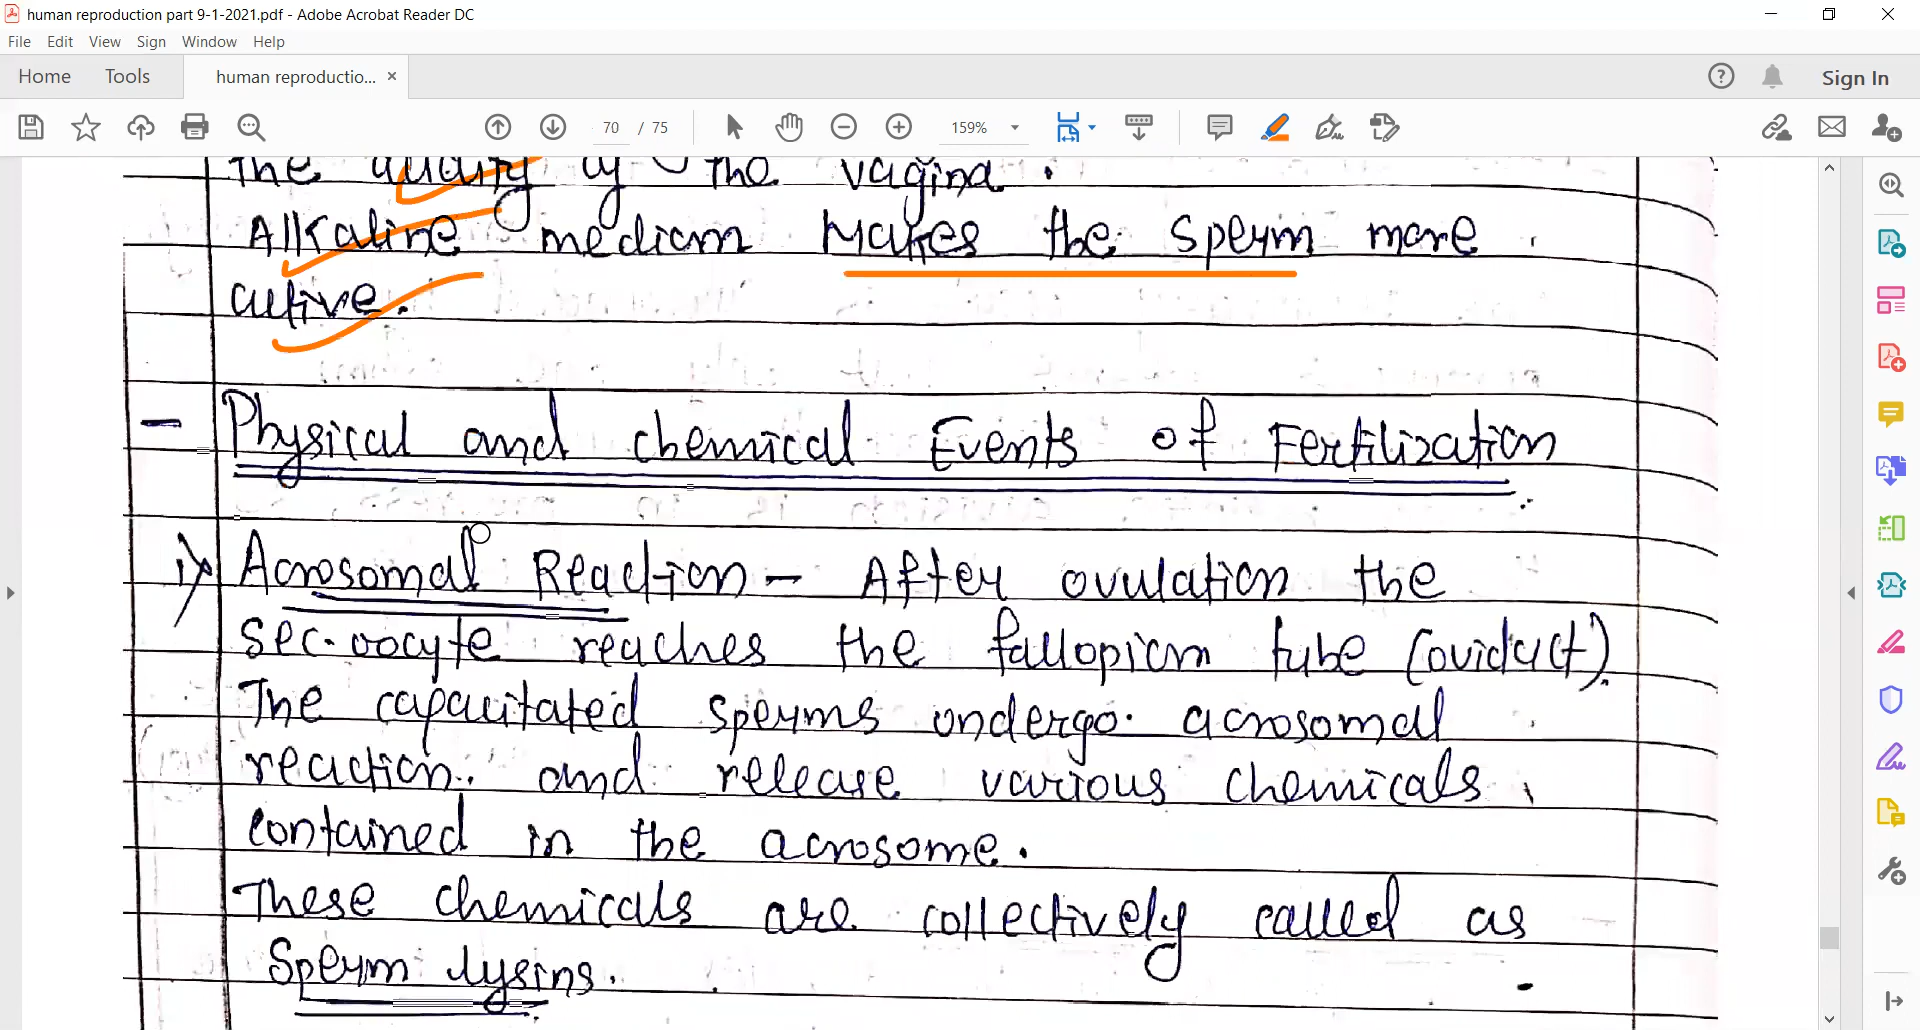 human reproduction part 9-1-2021.pdf - Adobe Acrobat Reader DC
File Edit View Sign Window Help
Home Tools human reproductio... × Sign In
70 / 75 159%
The acidity of the vagina.
Alkaline medium Makes the sperm more
active.
- Physical and chemical Events of Fertilization
i) Acrosomal Reaction - After ovulation the
sec. oocyte reaches the fallopian tube (oviduct).
The capacitated sperms undergo acrosomal
reaction. and release various chemicals
contained in the acrosome.
These chemicals are collectively called as
Sperm lysins.